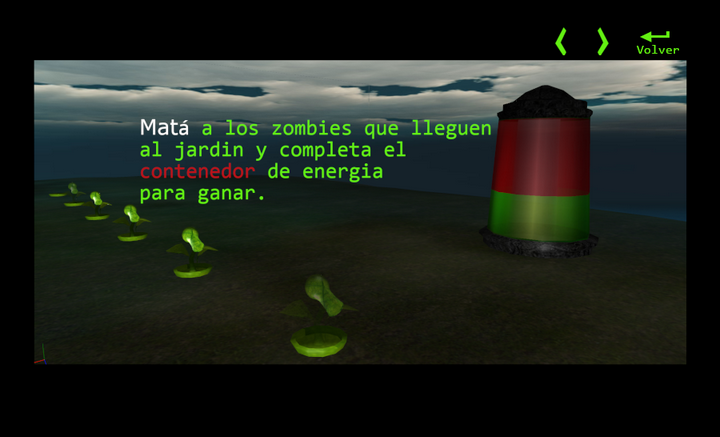 Volver
Matá a los zombies que lleguen
al jardin y completa el
contenedor de energia
para ganar.